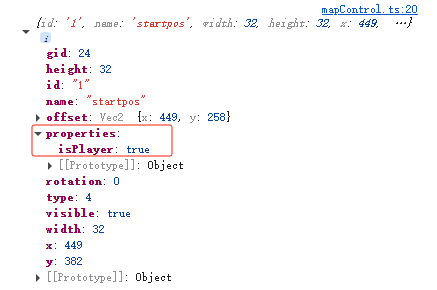 mapControl.ts:20
{id: '1', name: 'startpos', width: 32, height: 32, x: 449, …}
i
gid: 24
height: 32
id: "1"
name: "startpos"
offset: Vec2 {x: 449, y: 258}
properties:
isPlayer: true
[[Prototype]]: Object
rotation: 0
type: 4
visible: true
width: 32
x: 449
y: 382
[[Prototype]]: Object